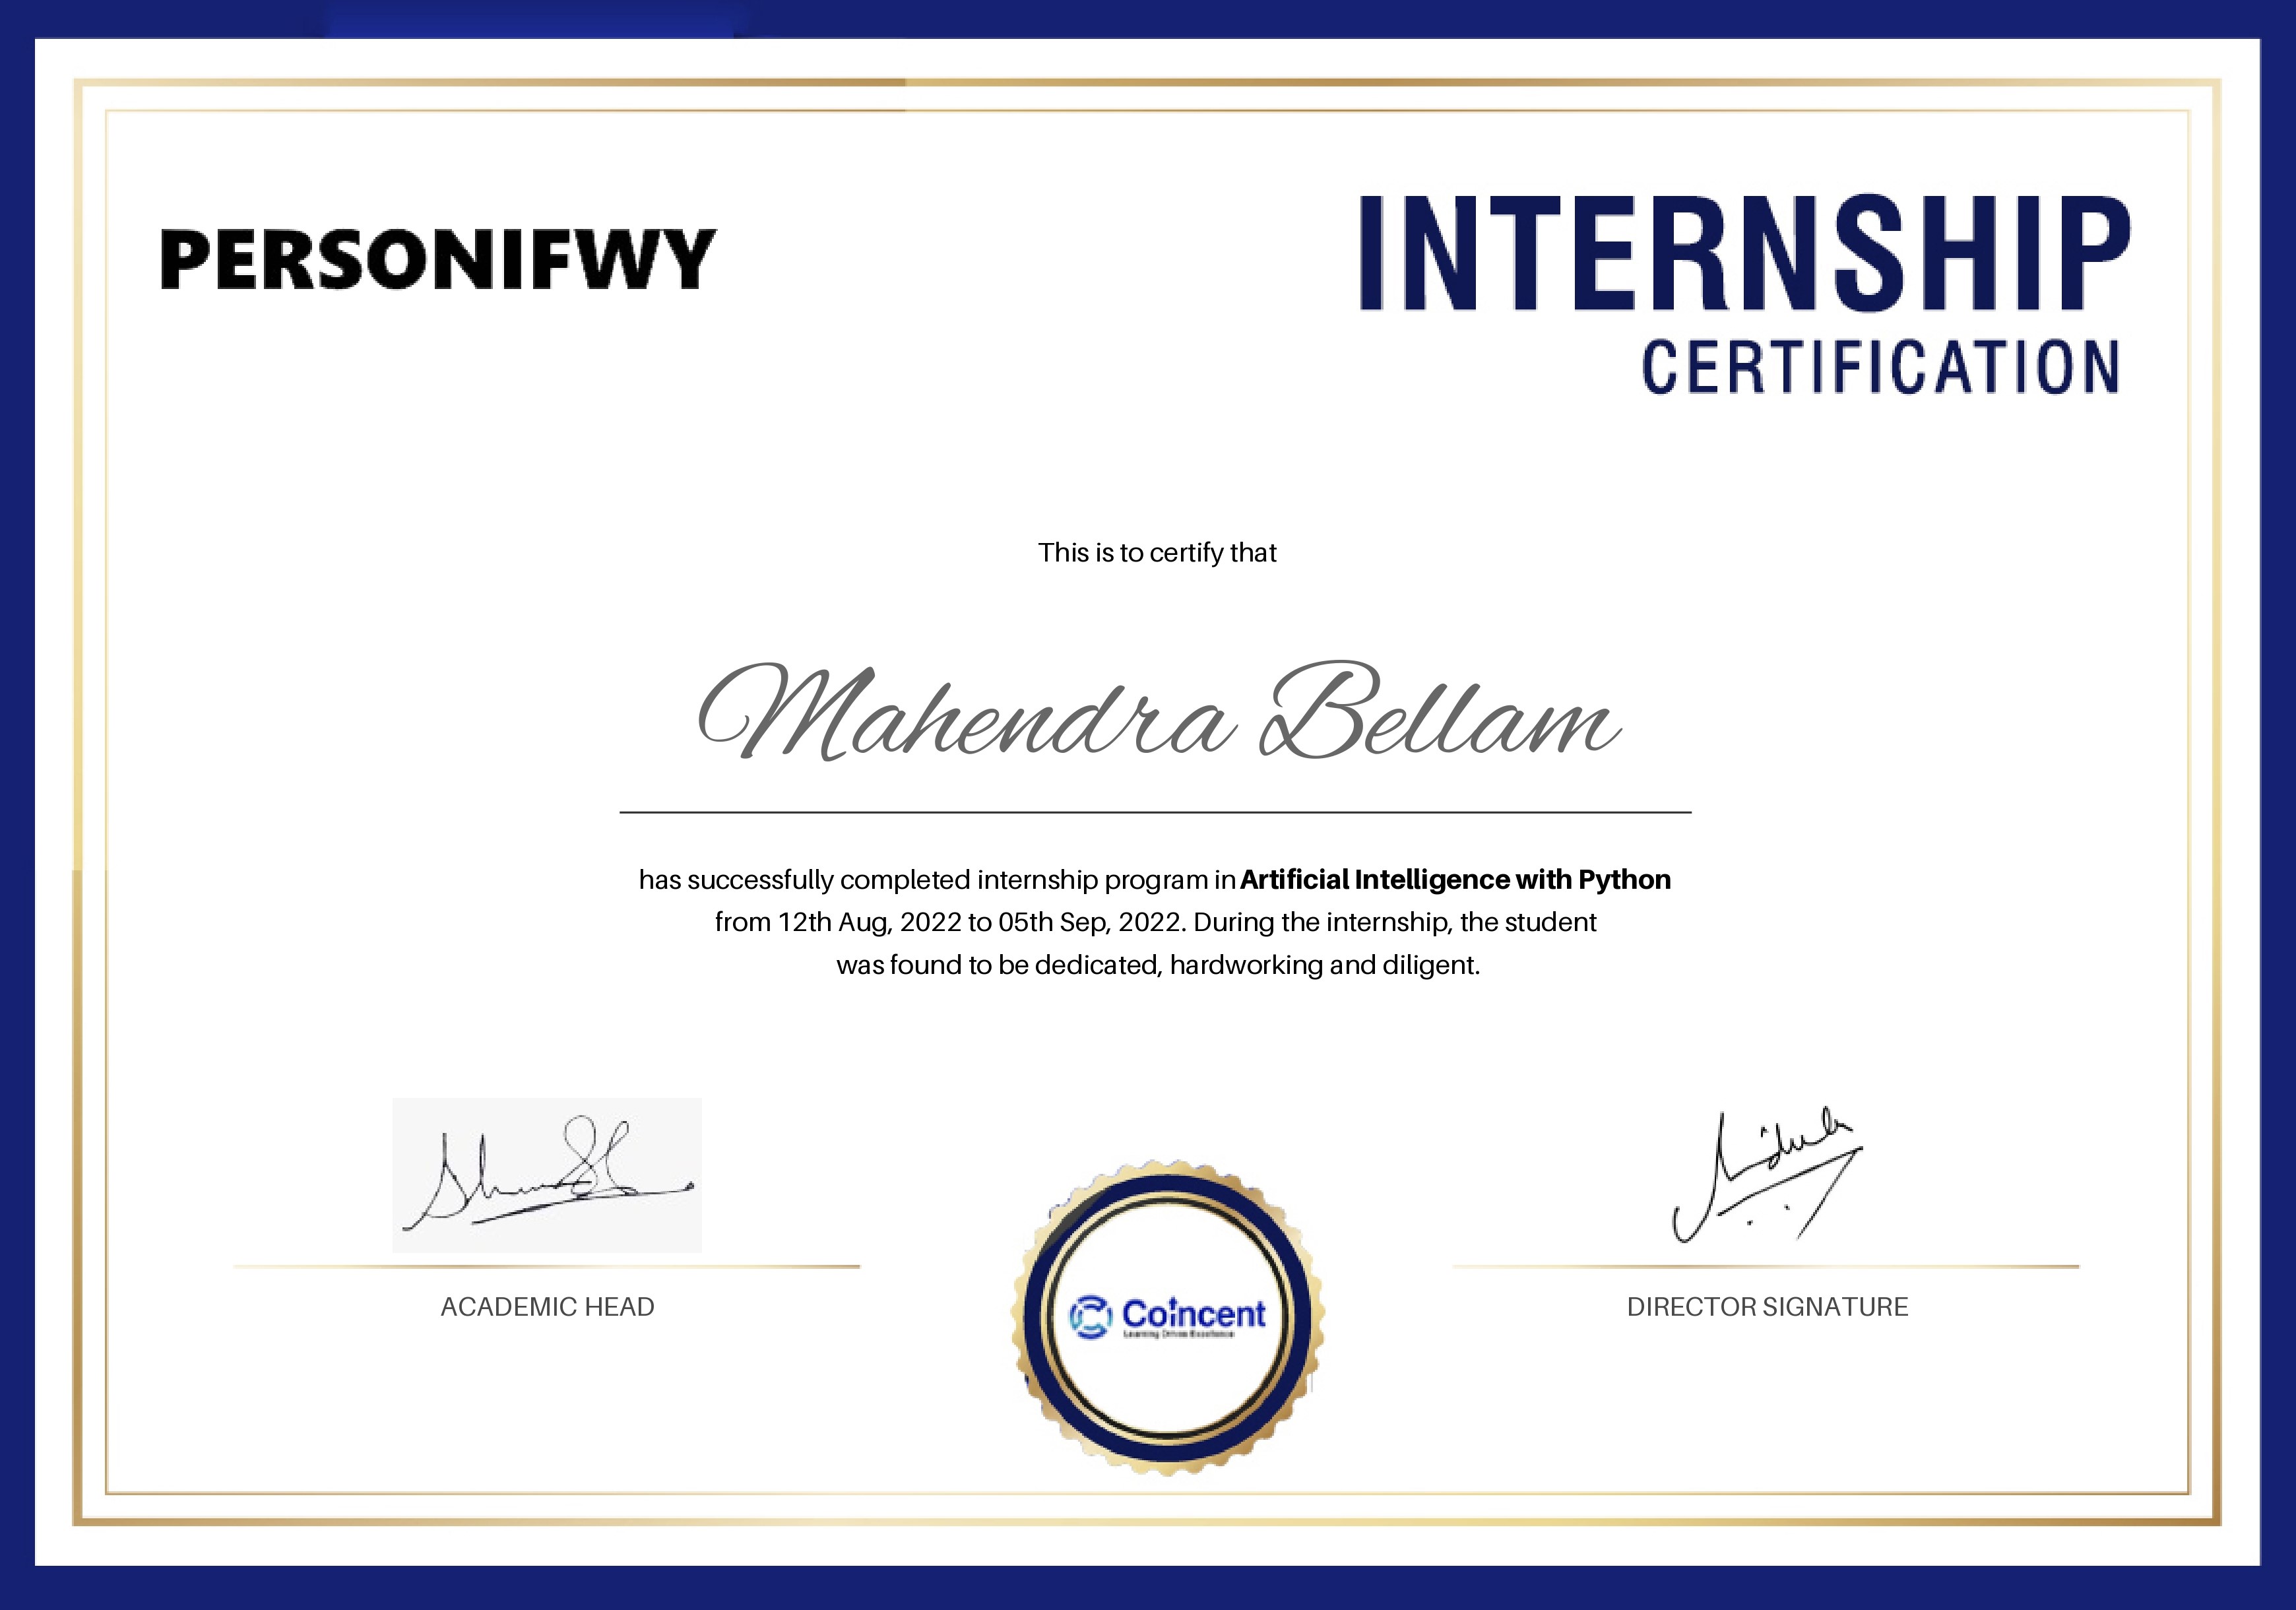 PERSONIFWY
INTERNSHIP
CERTIFICATION
This is to certify that
Mahendra Bellam
has successfully completed internship program in Artificial Intelligence with Python
from 12th Aug, 2022 to 05th Sep, 2022. During the internship, the student
was found to be dedicated, hardworking and diligent.
ACADEMIC HEAD
Coincent
Learning Driven Excellence
DIRECTOR SIGNATURE